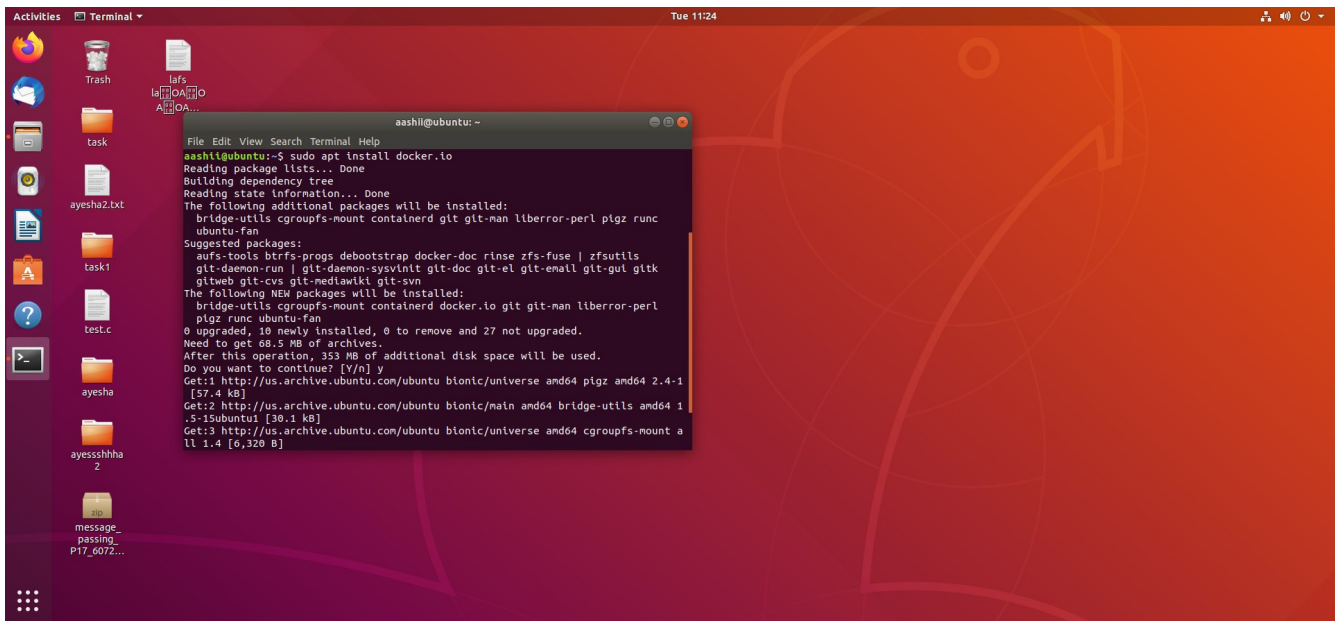 Activities Terminal Tue 11:24
Trash
lafs
task
ayesha2.txt
task1
test.c
ayesha
ayessshhha
2
zip
message_
passing_
P17_6072...
aashii@ubuntu: ~
File Edit View Search Terminal Help
aashii@ubuntu:~$ sudo apt install docker.io
Reading package lists... Done
Building dependency tree
Reading state information... Done
The following additional packages will be installed:
bridge-utils cgroupfs-mount containerd git git-man liberror-perl pigz runc
ubuntu-fan
Suggested packages:
aufs-tools btrfs-progs debootstrap docker-doc rinse zfs-fuse | zfsutils
git-daemon-run | git-daemon-sysvinit git-doc git-el git-email git-gui gitk
gitweb git-cvs git-mediawiki git-svn
The following NEW packages will be installed:
bridge-utils cgroupfs-mount containerd docker.io git git-man liberror-perl
pigz runc ubuntu-fan
0 upgraded, 10 newly installed, 0 to remove and 27 not upgraded.
Need to get 68.5 MB of archives.
After this operation, 353 MB of additional disk space will be used.
Do you want to continue? [Y/n] y
Get:1 http://us.archive.ubuntu.com/ubuntu bionic/universe amd64 pigz amd64 2.4-1
[57.4 kB]
Get:2 http://us.archive.ubuntu.com/ubuntu bionic/main amd64 bridge-utils amd64 1
.5-15ubuntu1 [30.1 kB]
Get:3 http://us.archive.ubuntu.com/ubuntu bionic/universe amd64 cgroupfs-mount a
ll 1.4 [6,320 B]